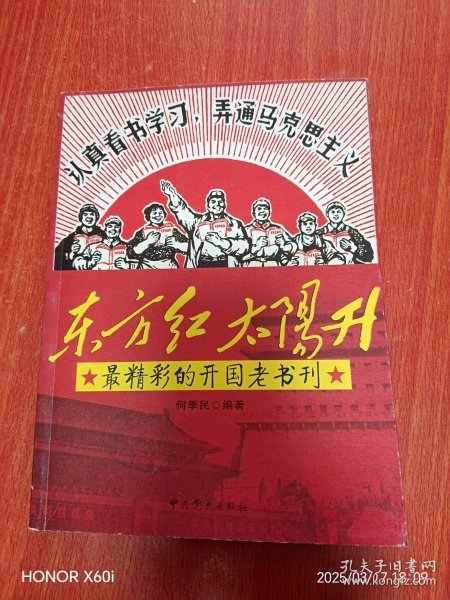 认真看书学习，弄通马克思主义
东方红 太陽升
★最精彩的开国老书刊★
何季民○编著
中共党史出版社
孔夫子旧书网
HONOR X60i
2025/03/17 18:09